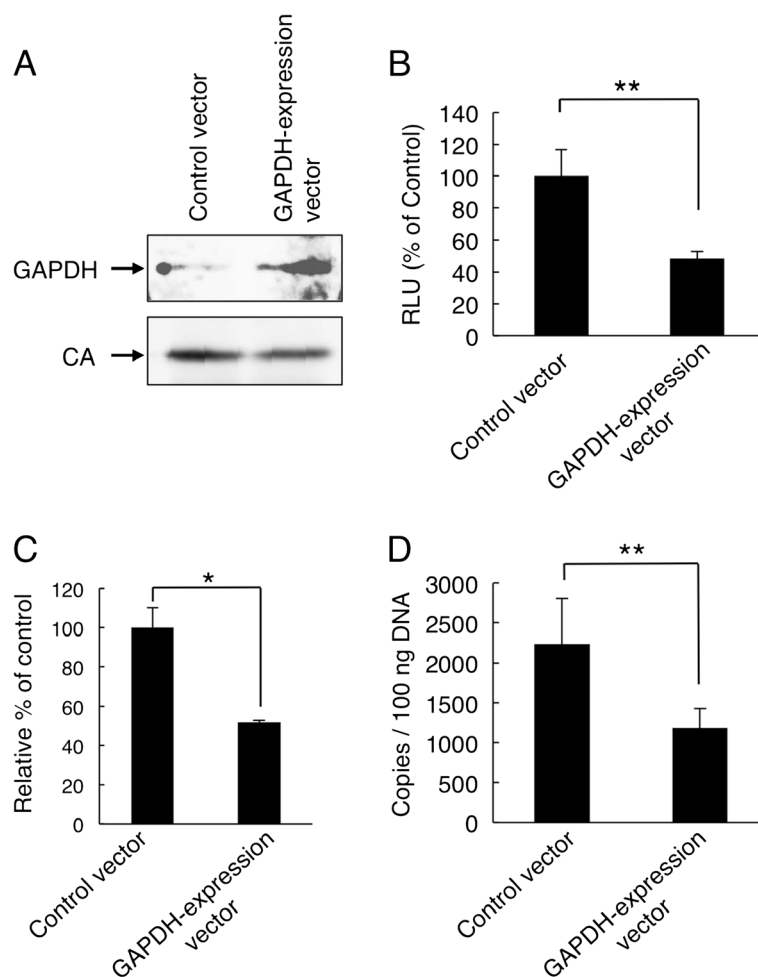 A
Control vector
GAPDH-expression
vector
GAPDH
CA
B
**
RLU (% of Control)
140
120
100
80
60
40
20
0
Control vector
GAPDH-expression
vector
C
*
Relative % of control
120
100
80
60
40
20
0
Control vector
GAPDH-expression
vector
D
**
Copies / 100 ng DNA
3000
2500
2000
1500
1000
500
0
Control vector
GAPDH-expression
vector